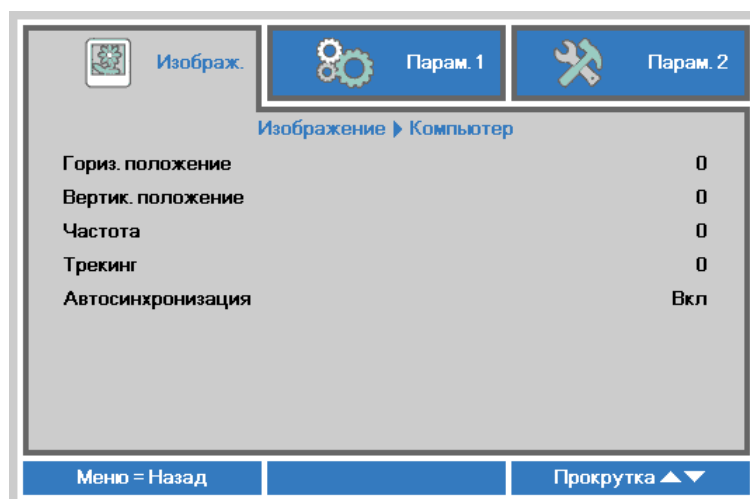 Изображ. Парам. 1 Парам. 2
Изображение ▶ Компьютер
Гориз. положение 0
Вертик. положение 0
Частота 0
Трекинг 0
Автосинхронизация Вкл
Меню = Назад Прокрутка ▲▼